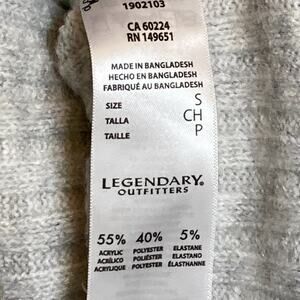 1902103
CA 60224
RN 149651
MADE IN BANGLADESH
HECHO EN BANGLADESH
FABRIQUÉ AU BANGLADESH
SIZE S
TALLA CH
TAILLE P
LEGENDARY®
OUTFITTERS
55% 40% 5%
ACRYLIC POLYESTER ELASTANE
ACRÍLICO POLIÉSTER ELASTANO
ACRYLIQUE POLYESTER ÉLASTHANNE